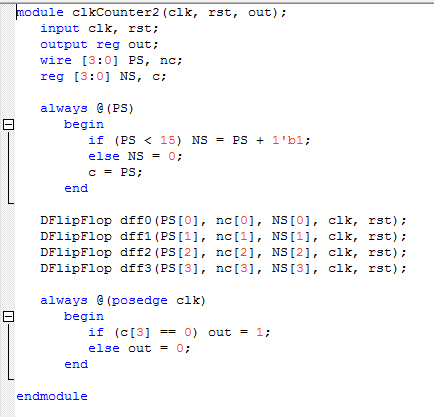 module clkCounter2(clk, rst, out);
input clk, rst;
output reg out;
wire [3:0] PS, nc;
reg [3:0] NS, c;
always @(PS)
begin
if (PS < 15) NS = PS + 1'b1;
else NS = 0;
c = PS;
end
DFlipFlop dff0(PS[0], nc[0], NS[0], clk, rst);
DFlipFlop dff1(PS[1], nc[1], NS[1], clk, rst);
DFlipFlop dff2(PS[2], nc[2], NS[2], clk, rst);
DFlipFlop dff3(PS[3], nc[3], NS[3], clk, rst);
always @(posedge clk)
begin
if (c[3] == 0) out = 1;
else out = 0;
end
endmodule